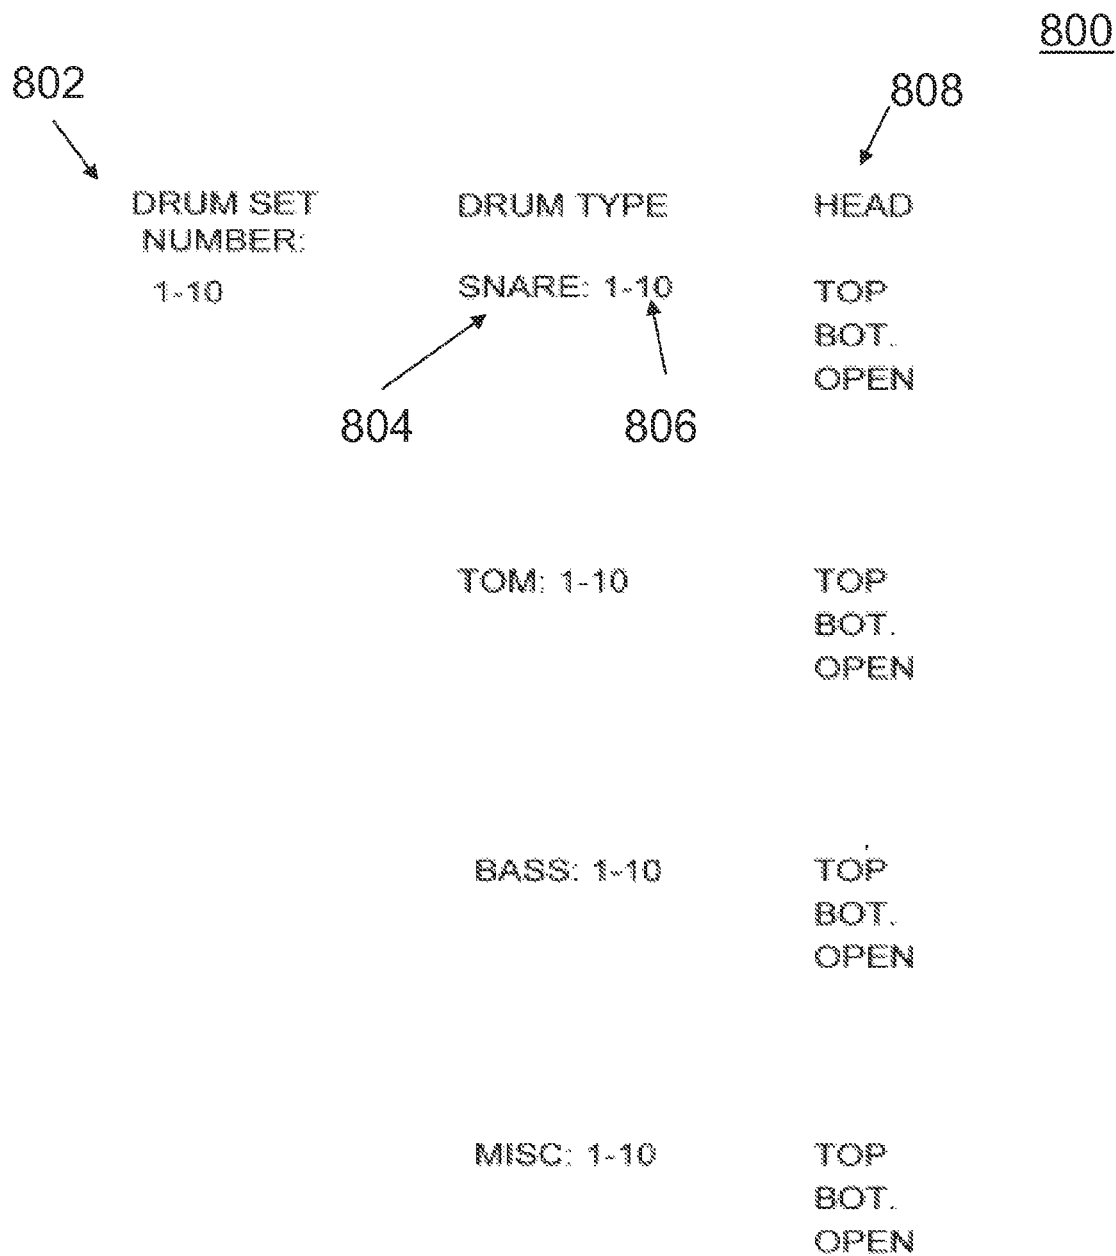 800
802
808
DRUM SET
NUMBER:
DRUM TYPE
HEAD
1-10
SNARE: 1-10
TOP
BOT.
OPEN
804
806
TOM: 1-10
TOP
BOT.
OPEN
BASS: 1-10
TOP
BOT.
OPEN
MISC: 1-10
TOP
BOT.
OPEN